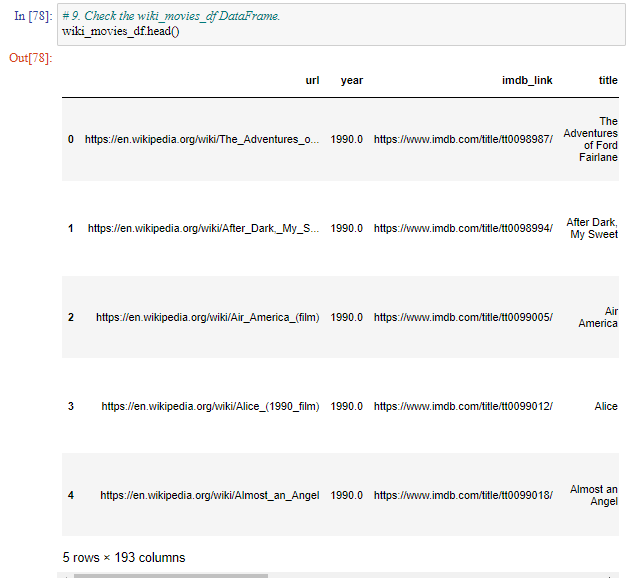 In [78]: # 9. Check the wiki_movies_df DataFrame.
wiki_movies_df.head()
Out[78]:
url year imdb_link title
0 https://en.wikipedia.org/wiki/The_Adventures_o... 1990.0 https://www.imdb.com/title/tt0098987/ The Adventures of Ford Fairlane
1 https://en.wikipedia.org/wiki/After_Dark,_My_S... 1990.0 https://www.imdb.com/title/tt0098994/ After Dark, My Sweet
2 https://en.wikipedia.org/wiki/Air_America_(film) 1990.0 https://www.imdb.com/title/tt0099005/ Air America
3 https://en.wikipedia.org/wiki/Alice_(1990_film) 1990.0 https://www.imdb.com/title/tt0099012/ Alice
4 https://en.wikipedia.org/wiki/Almost_an_Angel 1990.0 https://www.imdb.com/title/tt0099018/ Almost an Angel
5 rows × 193 columns